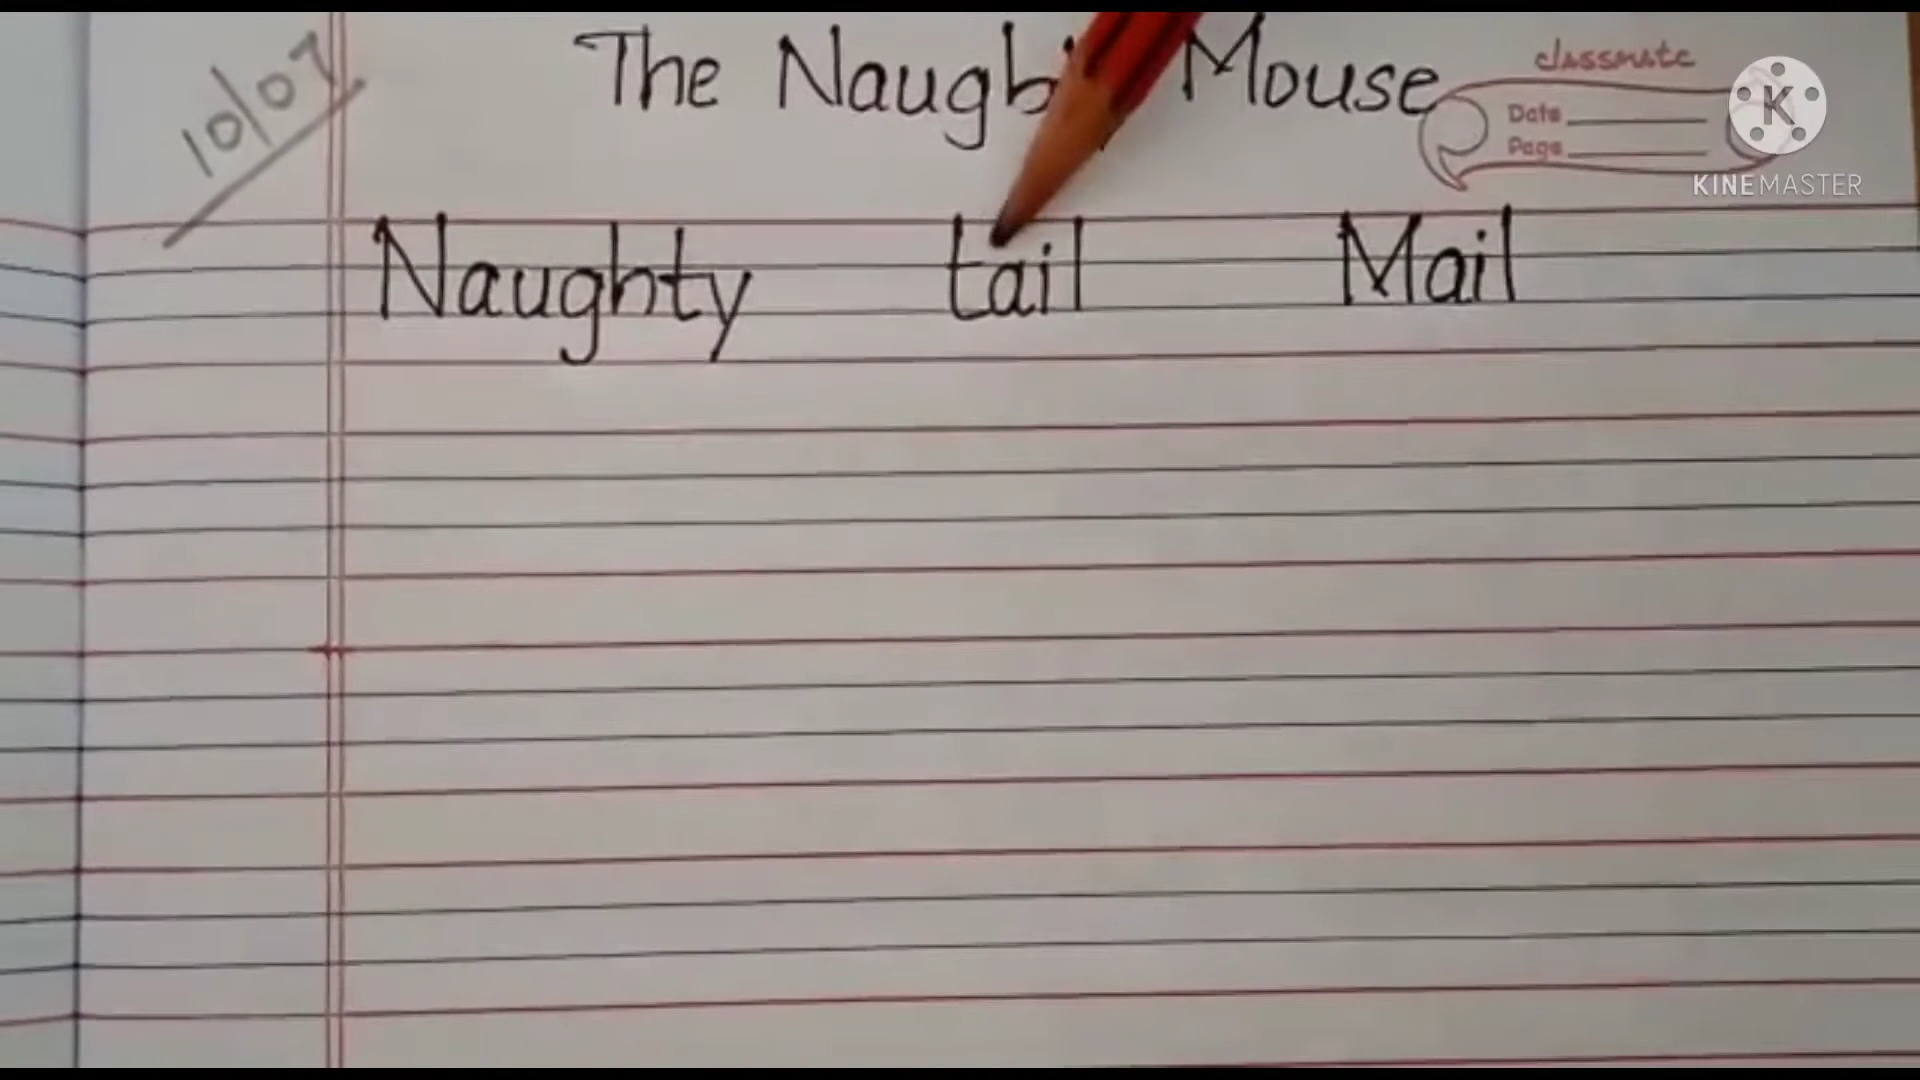 10/07
The Naugh Mouse
classmate
Date
Page
KINEMASTER
Naughty tail Mail